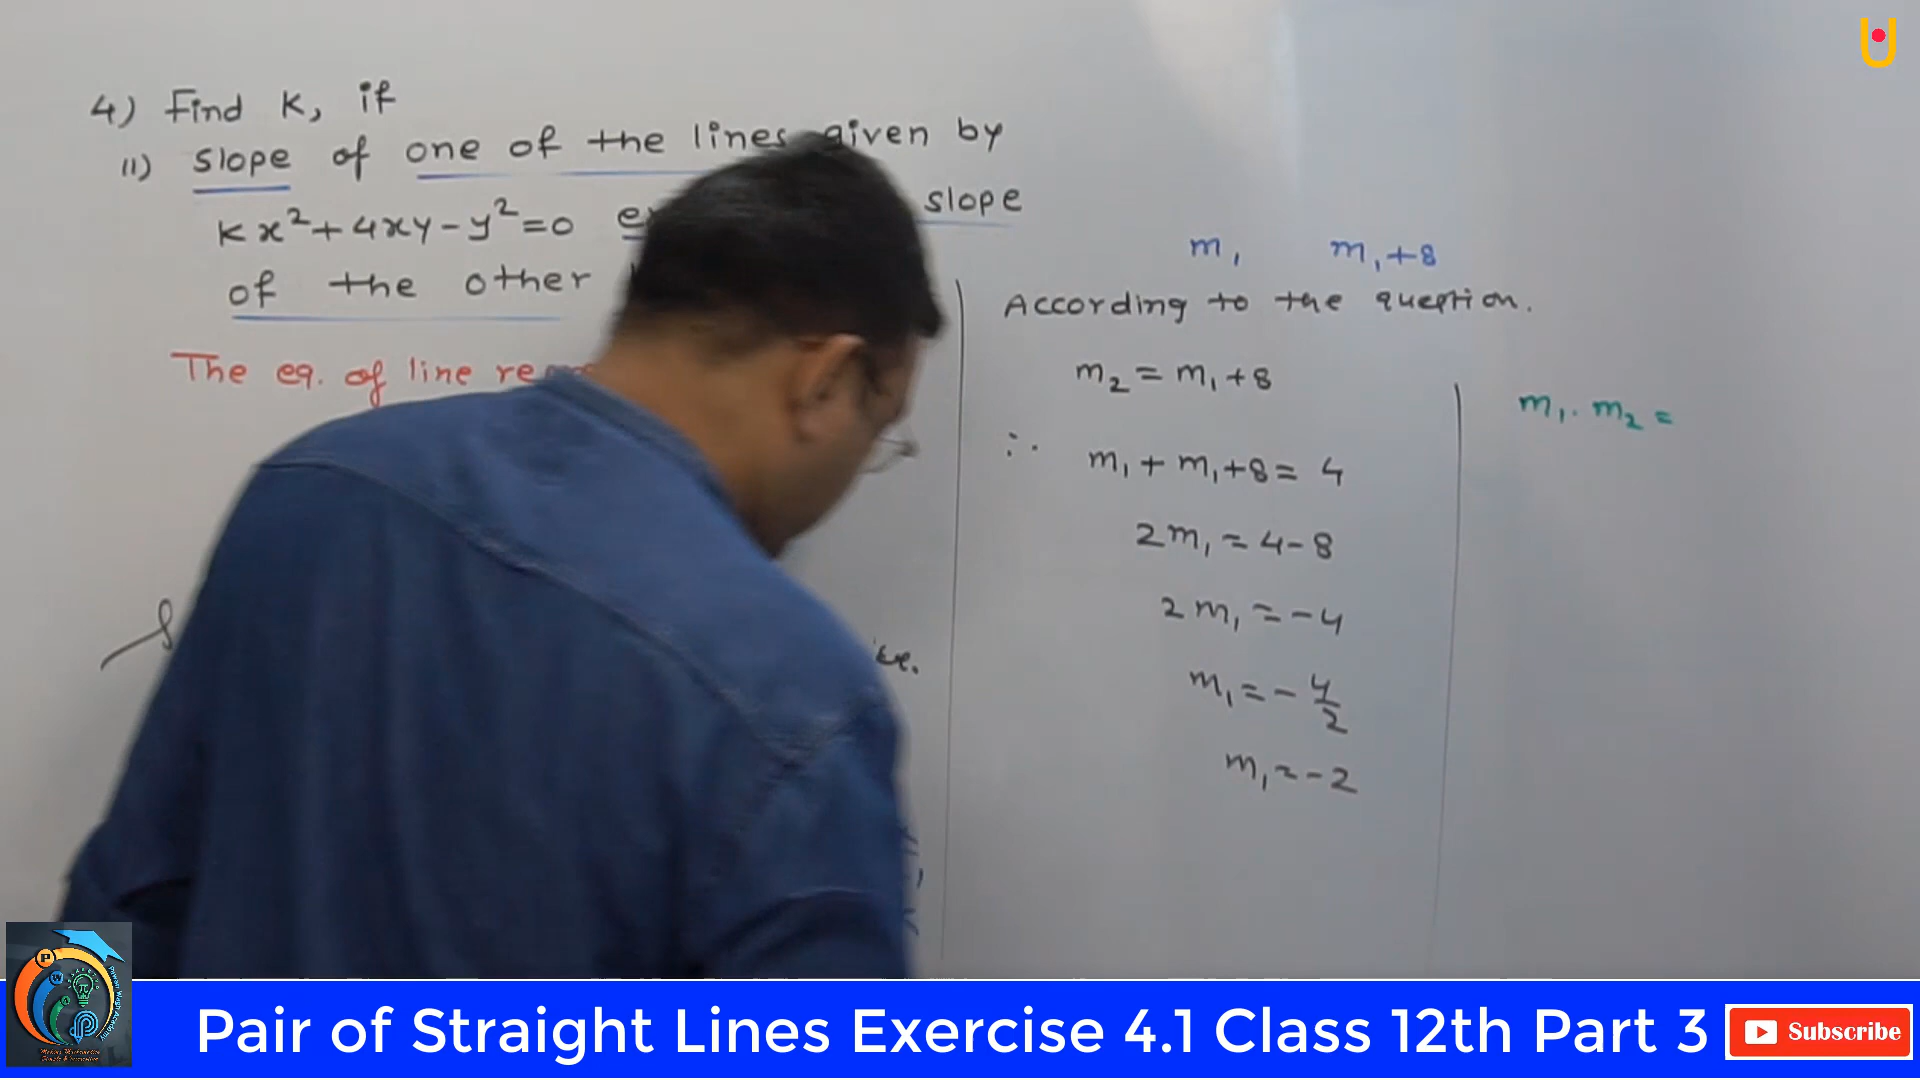 4) Find K, if
(ii) slope of one of the lines given by
Kx²+4xy-y²=0 slope
of the other
The eq. of line
m₁ m₁+8
According to the question.
m₂ = m₁+8
∴ m₁ + m₁+8 = 4
2m₁ = 4-8
2m₁ = -4
m₁ = - 4/2
m₁ = -2
m₁. m₂ =
Pair of Straight Lines Exercise 4.1 Class 12th Part 3
Subscribe